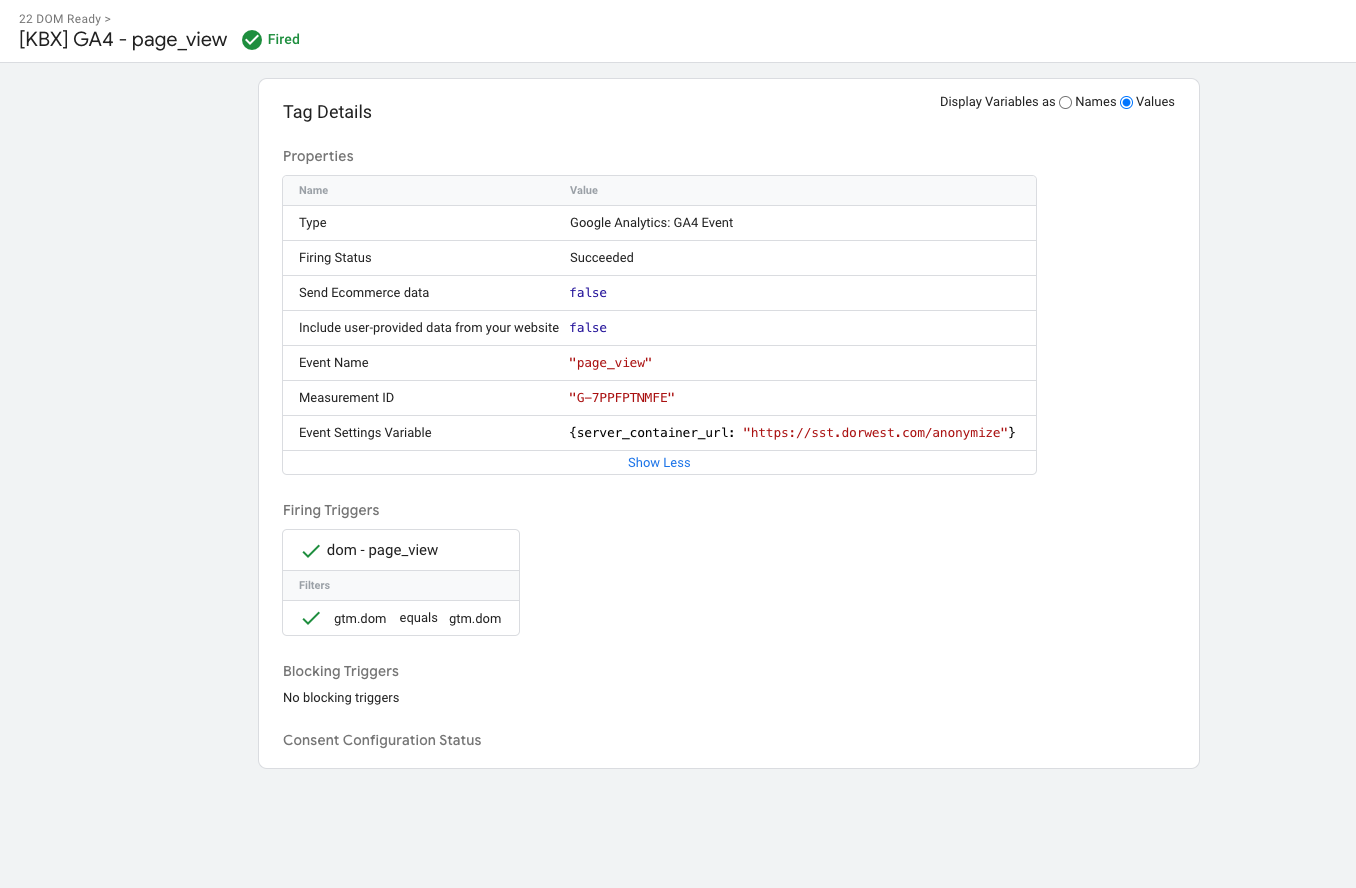 22 DOM Ready >
[KBX] GA4 - page_view Fired
Tag Details
Display Variables as Names Values
Properties
Name Value
Type Google Analytics: GA4 Event
Firing Status Succeeded
Send Ecommerce data false
Include user-provided data from your website false
Event Name "page_view"
Measurement ID "G-7PPFPTNMFE"
Event Settings Variable {server_container_url: "https://sst.dorwest.com/anonymize"}
Show Less
Firing Triggers
dom - page_view
Filters
gtm.dom equals gtm.dom
Blocking Triggers
No blocking triggers
Consent Configuration Status